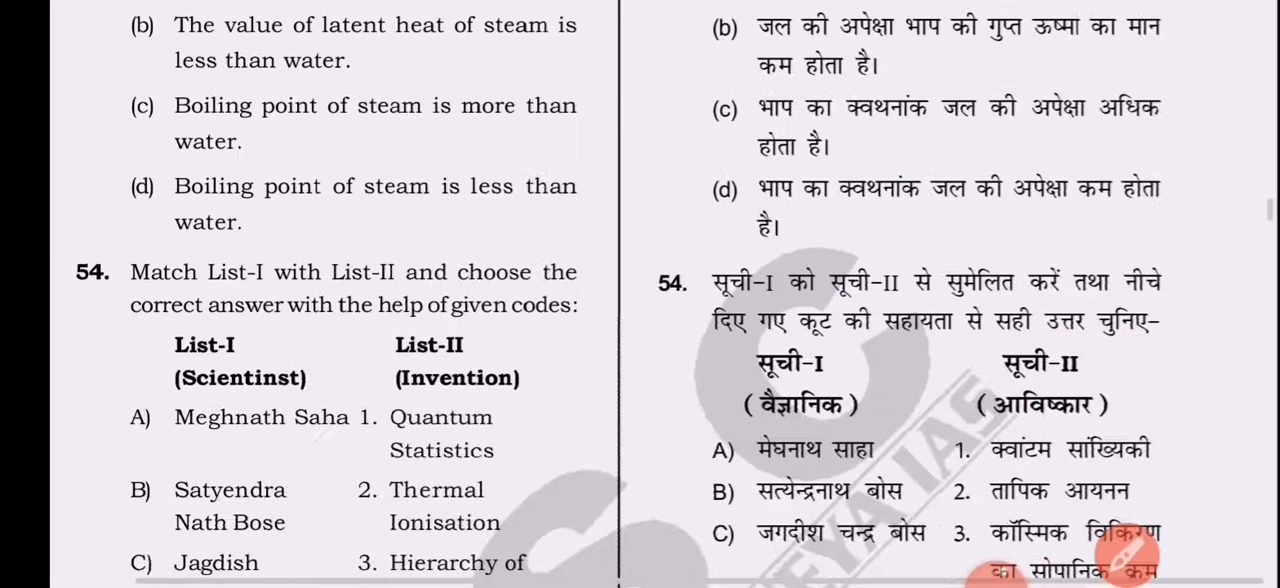 (b) The value of latent heat of steam is
less than water.
(c) Boiling point of steam is more than
water.
(d) Boiling point of steam is less than
water.
54. Match List-I with List-II and choose the
correct answer with the help of given codes:
List-I List-II
(Scientinst) (Invention)
A) Meghnath Saha 1. Quantum
Statistics
B) Satyendra 2. Thermal
Nath Bose Ionisation
C) Jagdish 3. Hierarchy of
(b) जल की अपेक्षा भाप की गुप्त ऊष्मा का मान
कम होता है।
(c) भाप का क्वथनांक जल की अपेक्षा अधिक
होता है।
(d) भाप का क्वथनांक जल की अपेक्षा कम होता
है।
54. सूची-I को सूची-II से सुमेलित करें तथा नीचे
दिए गए कूट की सहायता से सही उत्तर चुनिए-
सूची-I सूची-II
(वैज्ञानिक) (आविष्कार)
A) मेघनाथ साहा 1. क्वांटम सांख्यिकी
B) सत्येन्द्रनाथ बोस 2. तापिक आयनन
C) जगदीश चन्द्र बोस 3. कॉस्मिक विकिरण
का सोपानिक कम